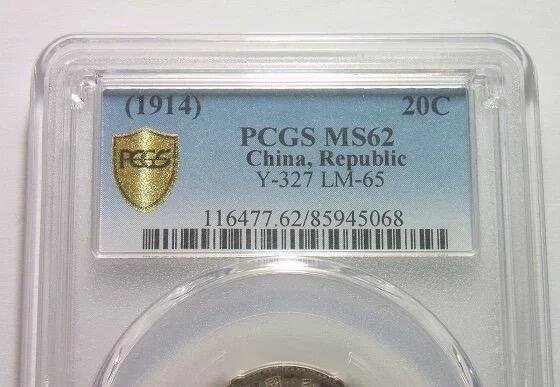 (1914) 20C
PCGS MS62
China, Republic
PCGS
Y-327 LM-65
116477.62/85945068